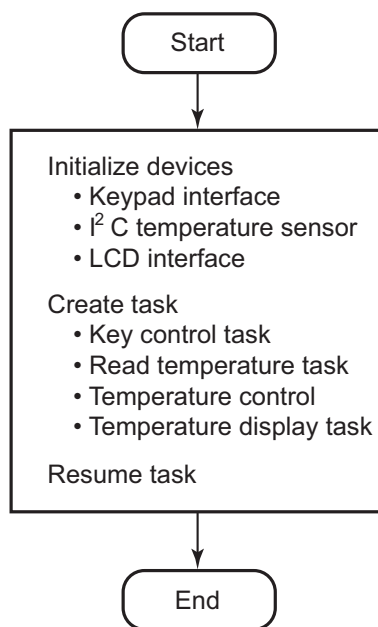 Start
Initialize devices
• Keypad interface
• I² C temperature sensor
• LCD interface
Create task
• Key control task
• Read temperature task
• Temperature control
• Temperature display task
Resume task
End